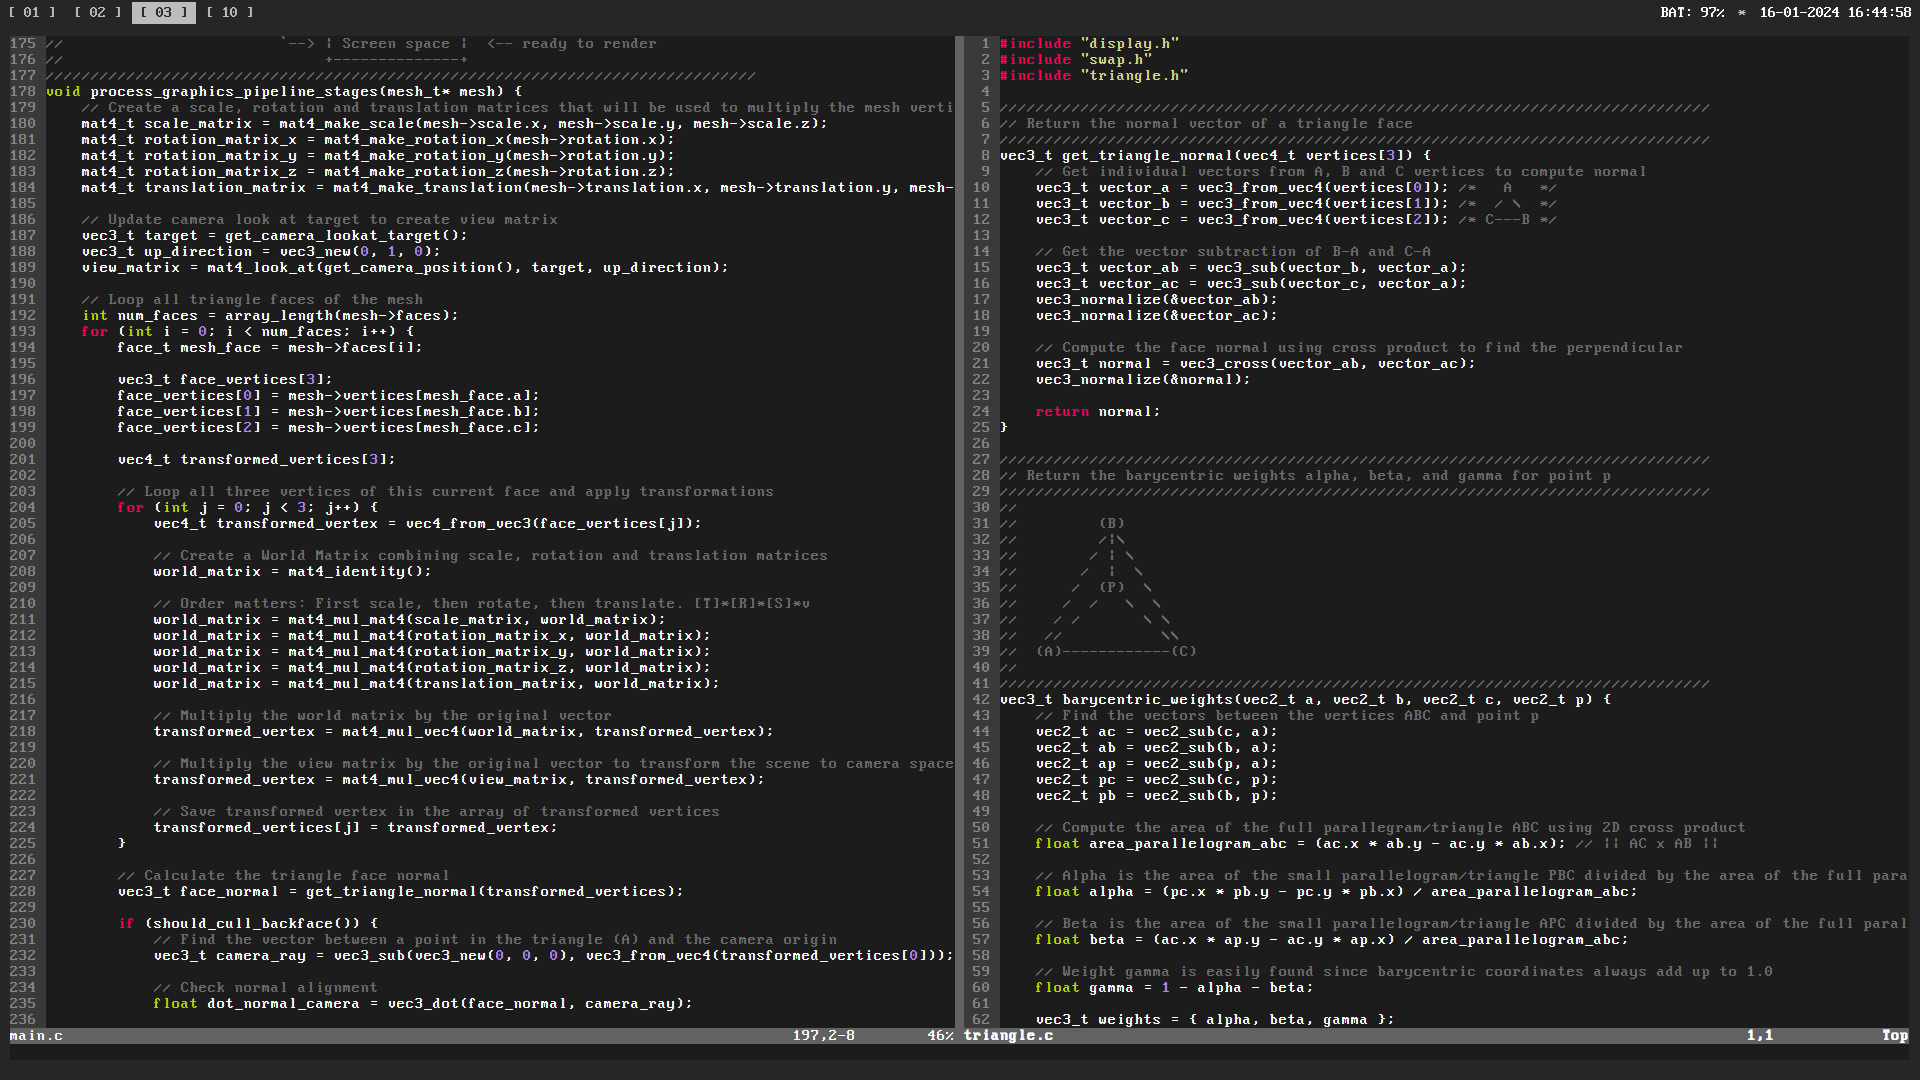 [ 01 ] [ 02 ] [ 03 ] [ 10 ]
BAT: 97% * 16-01-2024 16:44:58
175 //                        `--> | Screen space |  <-- ready to render
176 //                             +--------------+
177 ///////////////////////////////////////////////////////////////////////////////
178 void process_graphics_pipeline_stages(mesh_t* mesh) {
179     // Create a scale, rotation and translation matrices that will be used to multiply the mesh verti
180     mat4_t scale_matrix = mat4_make_scale(mesh->scale.x, mesh->scale.y, mesh->scale.z);
181     mat4_t rotation_matrix_x = mat4_make_rotation_x(mesh->rotation.x);
182     mat4_t rotation_matrix_y = mat4_make_rotation_y(mesh->rotation.y);
183     mat4_t rotation_matrix_z = mat4_make_rotation_z(mesh->rotation.z);
184     mat4_t translation_matrix = mat4_make_translation(mesh->translation.x, mesh->translation.y, mesh-
185
186     // Update camera look at target to create view matrix
187     vec3_t target = get_camera_lookat_target();
188     vec3_t up_direction = vec3_new(0, 1, 0);
189     view_matrix = mat4_look_at(get_camera_position(), target, up_direction);
190
191     // Loop all triangle faces of the mesh
192     int num_faces = array_length(mesh->faces);
193     for (int i = 0; i < num_faces; i++) {
194         face_t mesh_face = mesh->faces[i];
195
196         vec3_t face_vertices[3];
197         face_vertices[0] = mesh->vertices[mesh_face.a];
198         face_vertices[1] = mesh->vertices[mesh_face.b];
199         face_vertices[2] = mesh->vertices[mesh_face.c];
200
201         vec4_t transformed_vertices[3];
202
203         // Loop all three vertices of this current face and apply transformations
204         for (int j = 0; j < 3; j++) {
205             vec4_t transformed_vertex = vec4_from_vec3(face_vertices[j]);
206
207             // Create a World Matrix combining scale, rotation and translation matrices
208             world_matrix = mat4_identity();
209
210             // Order matters: First scale, then rotate, then translate. [T]*[R]*[S]*v
211             world_matrix = mat4_mul_mat4(scale_matrix, world_matrix);
212             world_matrix = mat4_mul_mat4(rotation_matrix_x, world_matrix);
213             world_matrix = mat4_mul_mat4(rotation_matrix_y, world_matrix);
214             world_matrix = mat4_mul_mat4(rotation_matrix_z, world_matrix);
215             world_matrix = mat4_mul_mat4(translation_matrix, world_matrix);
216
217             // Multiply the world matrix by the original vector
218             transformed_vertex = mat4_mul_vec4(world_matrix, transformed_vertex);
219
220             // Multiply the view matrix by the original vector to transform the scene to camera space
221             transformed_vertex = mat4_mul_vec4(view_matrix, transformed_vertex);
222
223             // Save transformed vertex in the array of transformed vertices
224             transformed_vertices[j] = transformed_vertex;
225         }
226
227         // Calculate the triangle face normal
228         vec3_t face_normal = get_triangle_normal(transformed_vertices);
229
230         if (should_cull_backface()) {
231             // Find the vector between a point in the triangle (A) and the camera origin
232             vec3_t camera_ray = vec3_sub(vec3_new(0, 0, 0), vec3_from_vec4(transformed_vertices[0]));
233
234             // Check normal alignment
235             float dot_normal_camera = vec3_dot(face_normal, camera_ray);
236
main.c 197,2-8 46%
1 #include "display.h"
2 #include "swap.h"
3 #include "triangle.h"
4
5 ///////////////////////////////////////////////////////////////////////////////
6 // Return the normal vector of a triangle face
7 ///////////////////////////////////////////////////////////////////////////////
8 vec3_t get_triangle_normal(vec4_t vertices[3]) {
9     // Get individual vectors from A, B and C vertices to compute normal
10     vec3_t vector_a = vec3_from_vec4(vertices[0]); /*   A   */
11     vec3_t vector_b = vec3_from_vec4(vertices[1]); /*  / \  */
12     vec3_t vector_c = vec3_from_vec4(vertices[2]); /* C---B */
13
14     // Get the vector subtraction of B-A and C-A
15     vec3_t vector_ab = vec3_sub(vector_b, vector_a);
16     vec3_t vector_ac = vec3_sub(vector_c, vector_a);
17     vec3_normalize(&vector_ab);
18     vec3_normalize(&vector_ac);
19
20     // Compute the face normal using cross product to find the perpendicular
21     vec3_t normal = vec3_cross(vector_ab, vector_ac);
22     vec3_normalize(&normal);
23
24     return normal;
25 }
26
27 ///////////////////////////////////////////////////////////////////////////////
28 // Return the barycentric weights alpha, beta, and gamma for point p
29 ///////////////////////////////////////////////////////////////////////////////
30 //
31 //         (B)
32 //         /|\
33 //        / | \
34 //       /  |  \
35 //      /  (P)  \
36 //     /  /   \  \
37 //    / /       \ \
38 //   //           \\
39 //  (A)------------(C)
40 //
41 ///////////////////////////////////////////////////////////////////////////////
42 vec3_t barycentric_weights(vec2_t a, vec2_t b, vec2_t c, vec2_t p) {
43     // Find the vectors between the vertices ABC and point p
44     vec2_t ac = vec2_sub(c, a);
45     vec2_t ab = vec2_sub(b, a);
46     vec2_t ap = vec2_sub(p, a);
47     vec2_t pc = vec2_sub(c, p);
48     vec2_t pb = vec2_sub(b, p);
49
50     // Compute the area of the full parallegram/triangle ABC using 2D cross product
51     float area_parallelogram_abc = (ac.x * ab.y - ac.y * ab.x); // || AC x AB ||
52
53     // Alpha is the area of the small parallelogram/triangle PBC divided by the area of the full para
54     float alpha = (pc.x * pb.y - pc.y * pb.x) / area_parallelogram_abc;
55
56     // Beta is the area of the small parallelogram/triangle APC divided by the area of the full paral
57     float beta = (ac.x * ap.y - ac.y * ap.x) / area_parallelogram_abc;
58
59     // Weight gamma is easily found since barycentric coordinates always add up to 1.0
60     float gamma = 1 - alpha - beta;
61
62     vec3_t weights = { alpha, beta, gamma };
triangle.c 1,1 Top